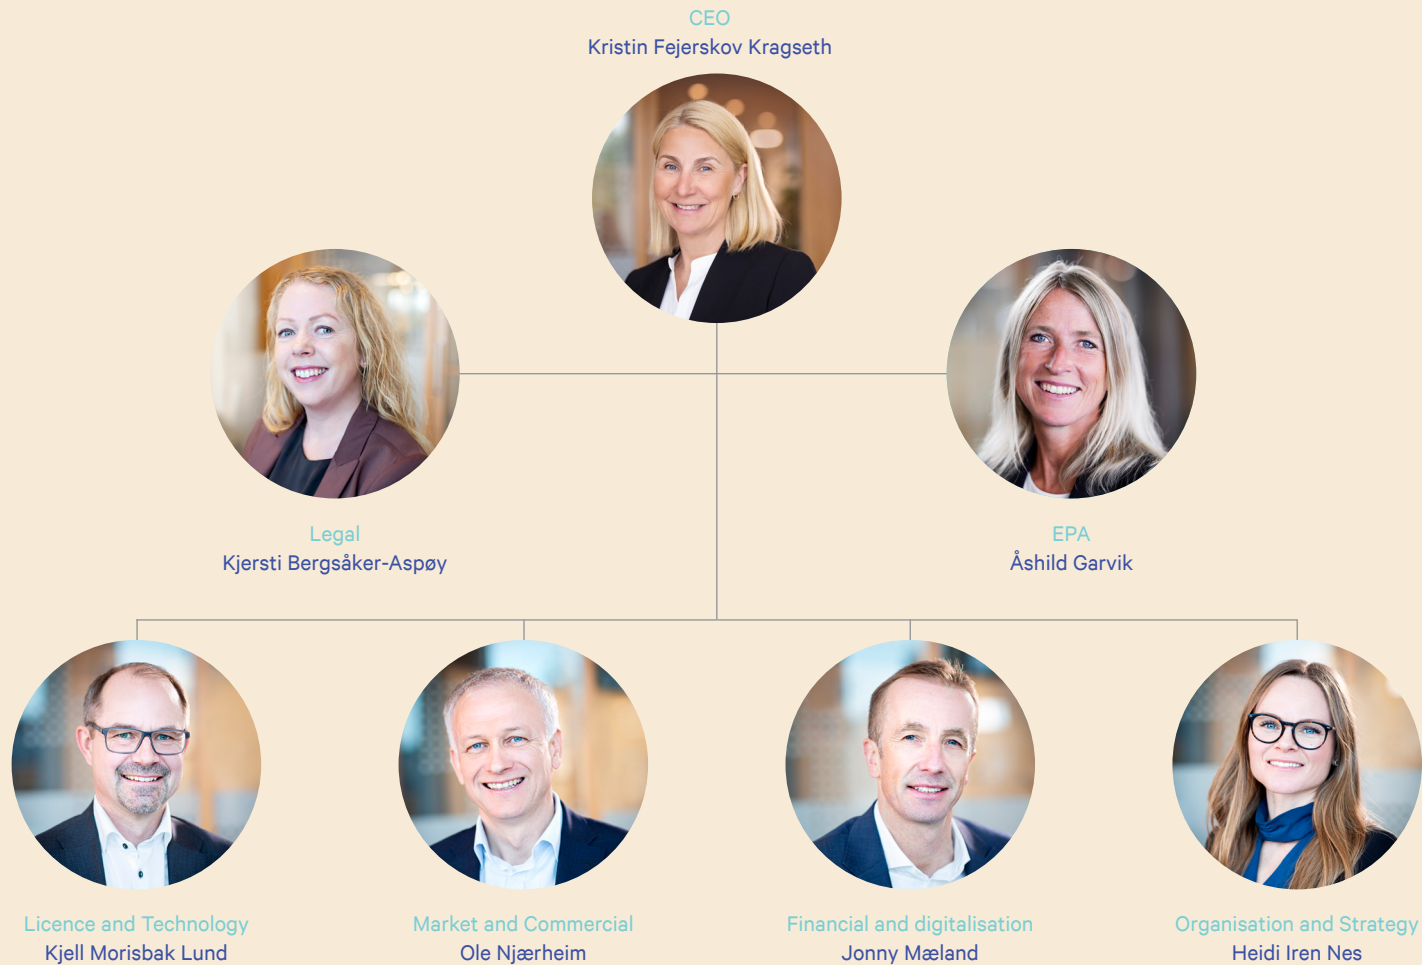 CEO
Kristin Fejerskov Kragseth
Legal
Kjersti Bergsåker-Aspøy
EPA
Åshild Garvik
Licence and Technology
Kjell Morisbak Lund
Market and Commercial
Ole Njærheim
Financial and digitalisation
Jonny Mæland
Organisation and Strategy
Heidi Iren Nes